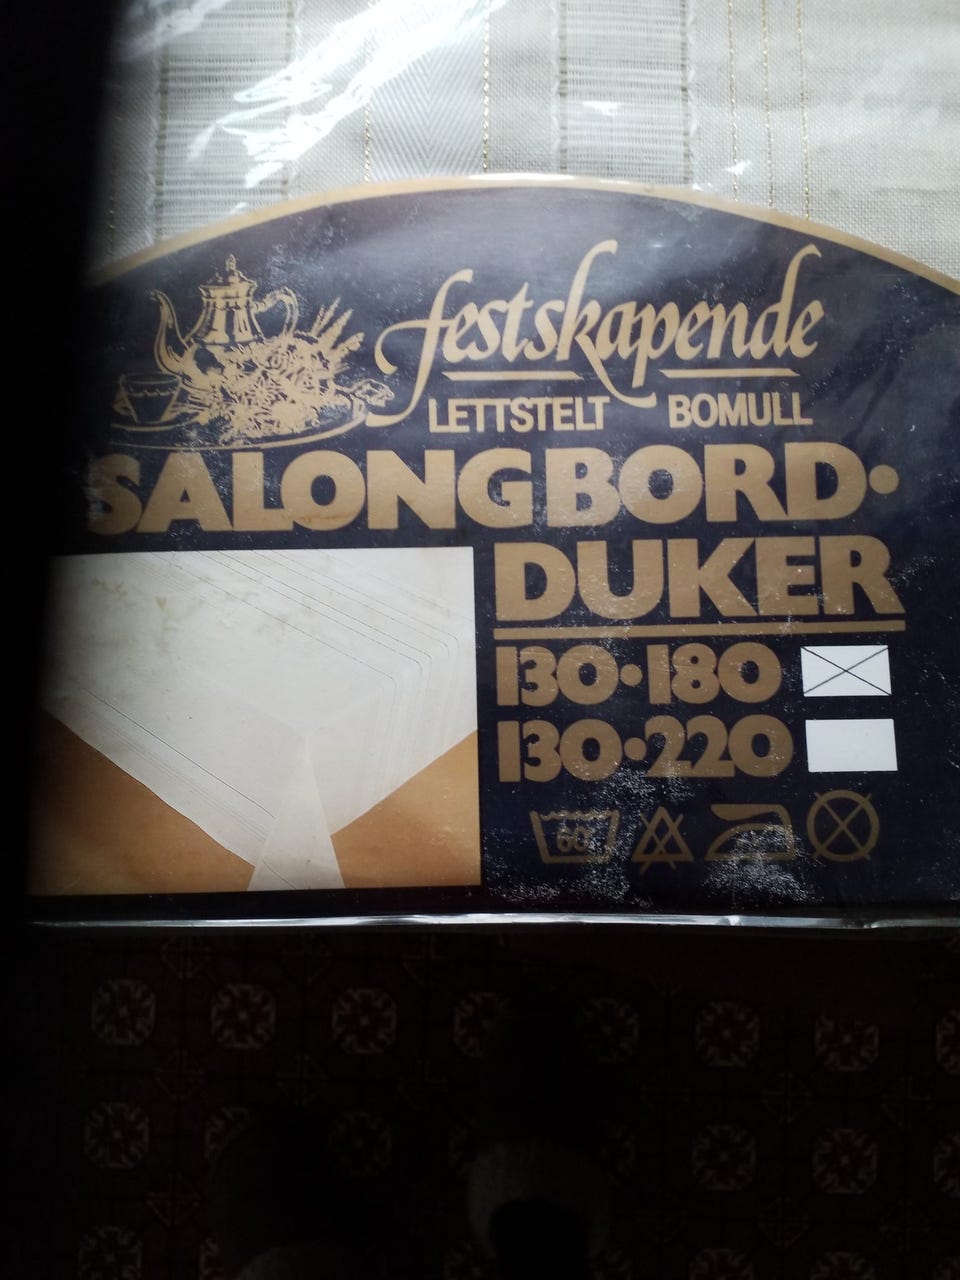 festskapende
LETTSTELT BOMULL
SALONGBORD•
DUKER
130•180
130•220
60